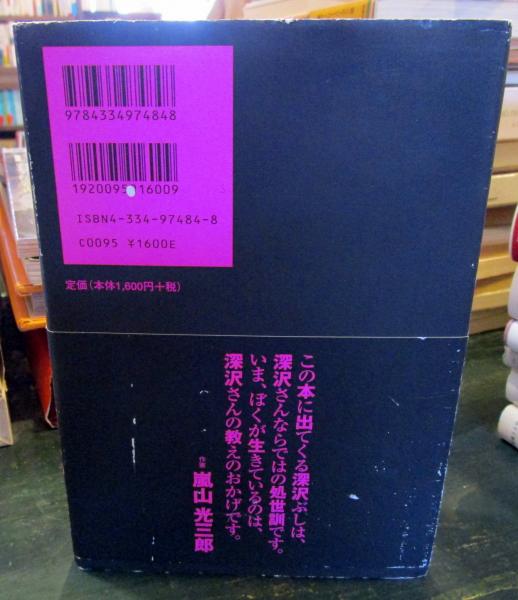 9784334974848
1920095016009
ISBN4-334-97484-8
C0095 ¥1600E
定価(本体1,600円+税)
この本に出てくる深沢ぶしは、
深沢さんならではの処世訓です。
いま、ぼくが生きているのは、
深沢さんの教えのおかげです。
作家 嵐山光三郎